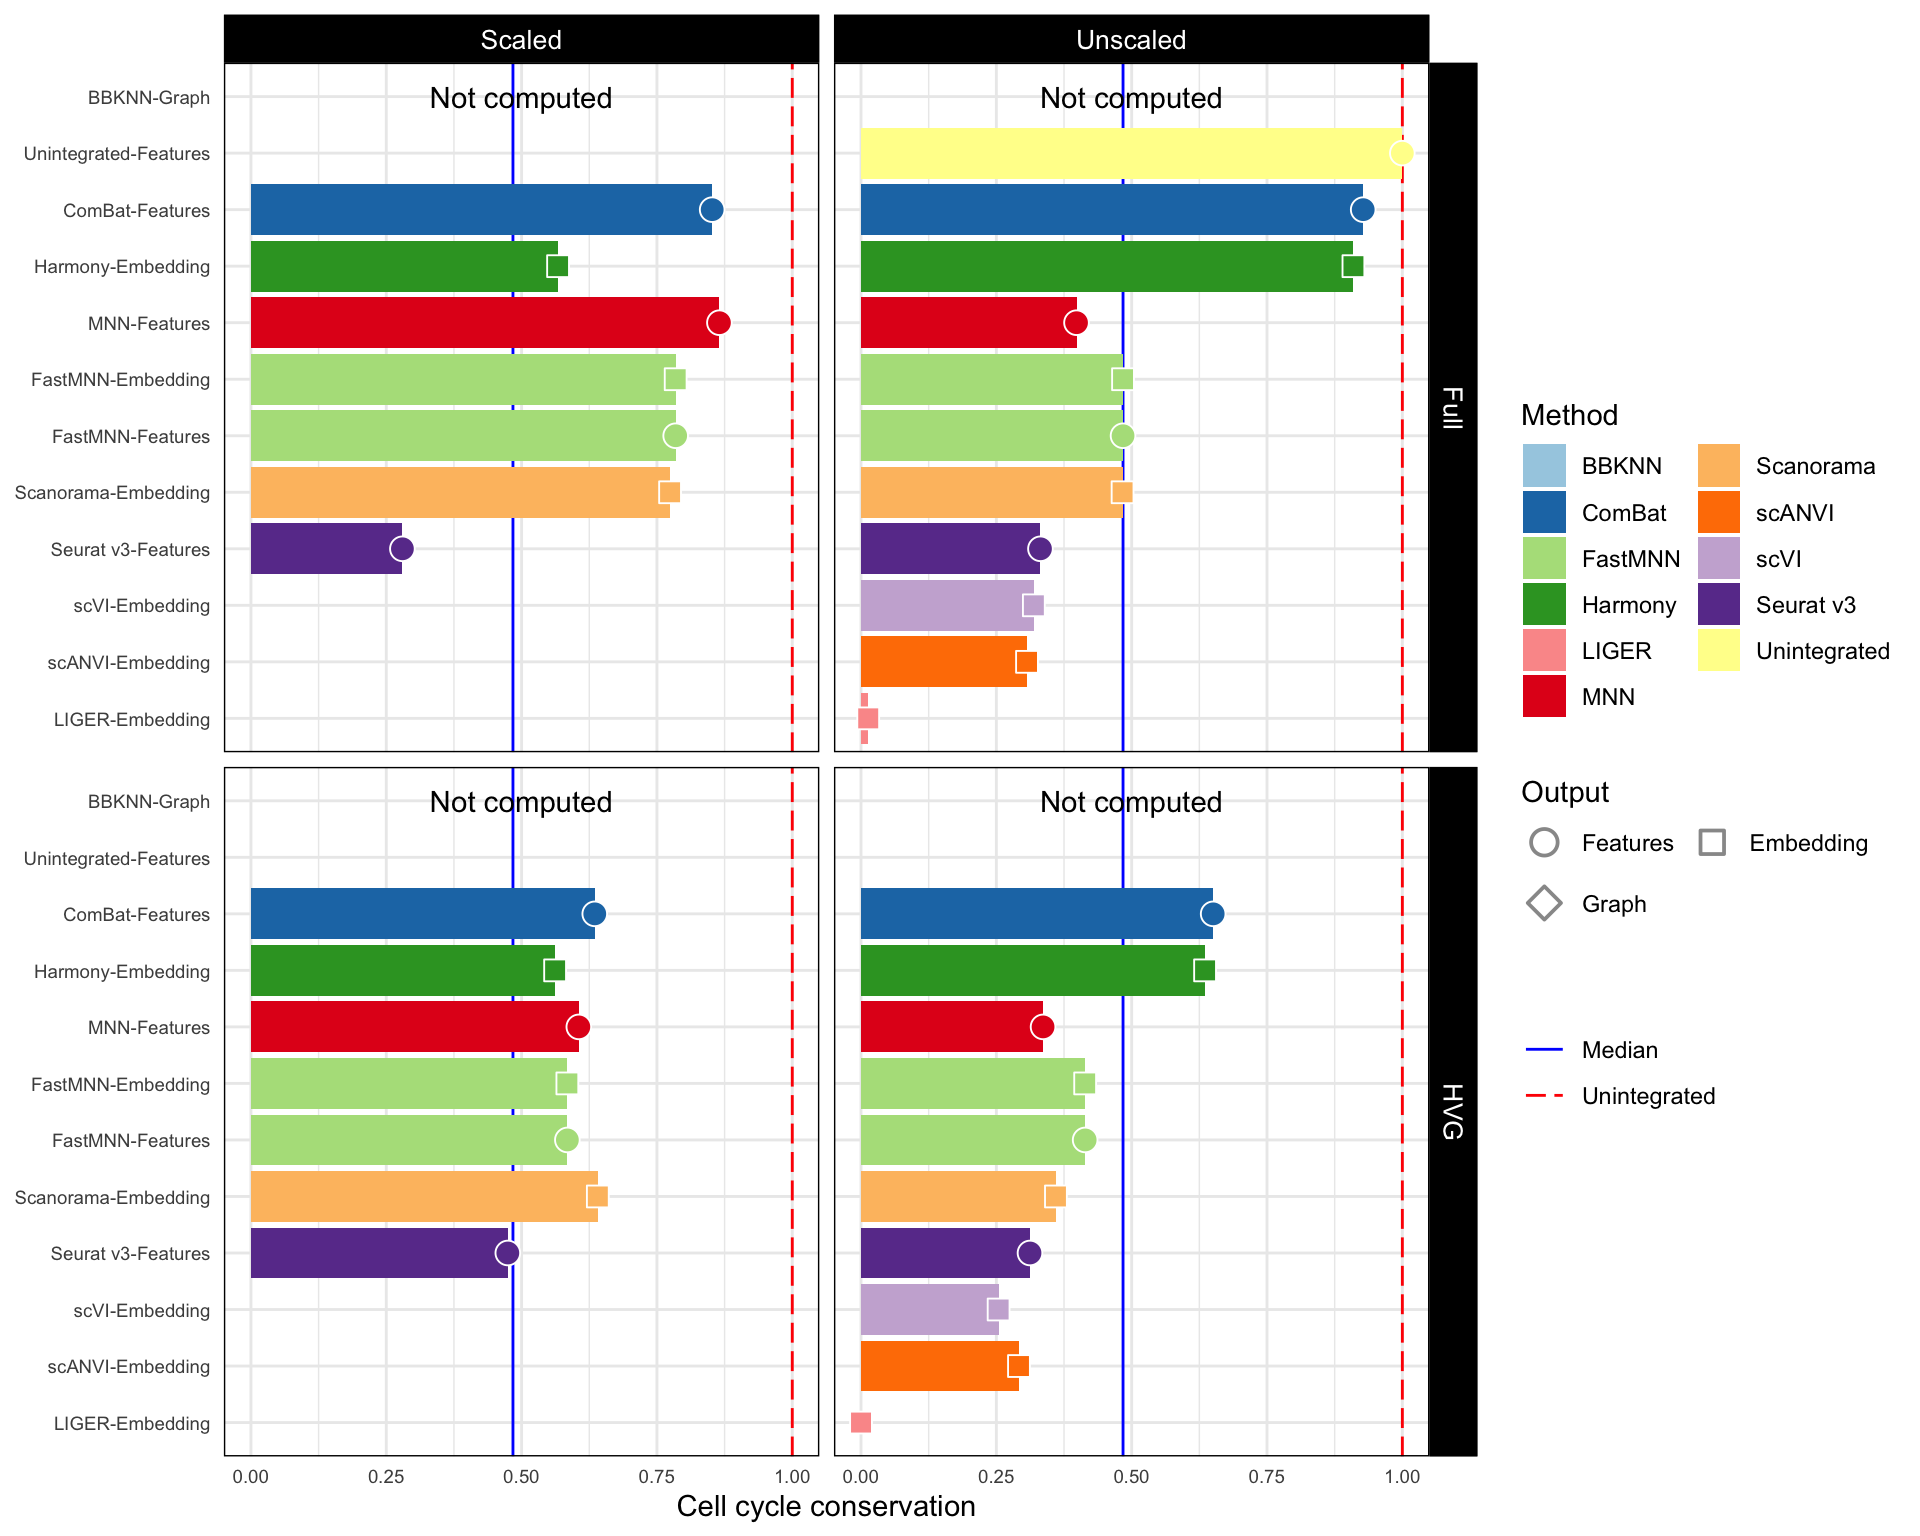 Scaled
Unscaled
BBKNN-Graph
Unintegrated-Features
ComBat-Features
Harmony-Embedding
MNN-Features
FastMNN-Embedding
FastMNN-Features
Scanorama-Embedding
Seurat v3-Features
scVI-Embedding
scANVI-Embedding
LIGER-Embedding
Not computed
Not computed
Full
BBKNN-Graph
Unintegrated-Features
ComBat-Features
Harmony-Embedding
MNN-Features
FastMNN-Embedding
FastMNN-Features
Scanorama-Embedding
Seurat v3-Features
scVI-Embedding
scANVI-Embedding
LIGER-Embedding
Not computed
Not computed
HVG
0.00 0.25 0.50 0.75 1.00
0.00 0.25 0.50 0.75 1.00
Cell cycle conservation
Method
BBKNN
ComBat
FastMNN
Harmony
LIGER
MNN
Scanorama
scANVI
scVI
Seurat v3
Unintegrated
Output
Features
Embedding
Graph
Median
Unintegrated